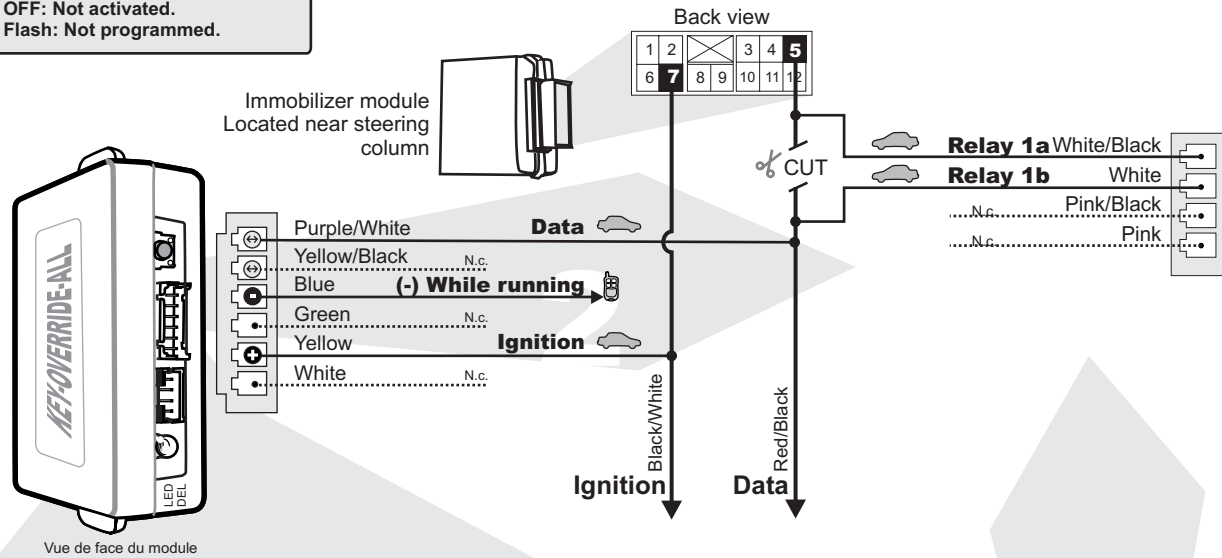 OFF: Not activated.
Flash: Not programmed.
Back view
1 2 3 4 5
6 7 8 9 10 11 12
Immobilizer module
Located near steering
column
CUT
Relay 1a White/Black
Relay 1b White
N.c. Pink/Black
N.c. Pink
Purple/White Data
Yellow/Black N.c.
Blue (-) While running
Green N.c.
Yellow Ignition
White N.c.
2
KEY-OVERRIDE-ALL
LED
DEL
Black/White
Red/Black
Ignition
Data
Vue de face du module